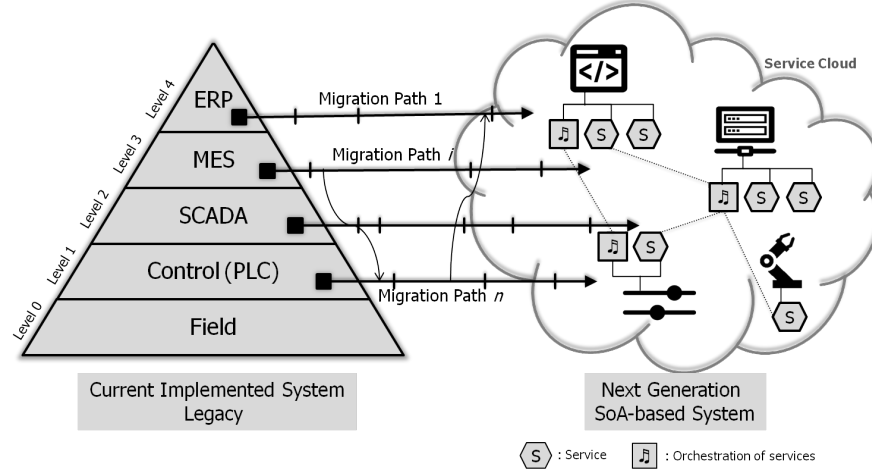 Service Cloud
Level 4
ERP
Migration Path 1
</>
S
S
Level 3
MES
Migration Path i
S
S
Level 2
SCADA
S
Level 1
Control (PLC)
Migration Path n
S
Level 0
Field
Current Implemented System
Legacy
Next Generation
SoA-based System
S : Service
: Orchestration of services